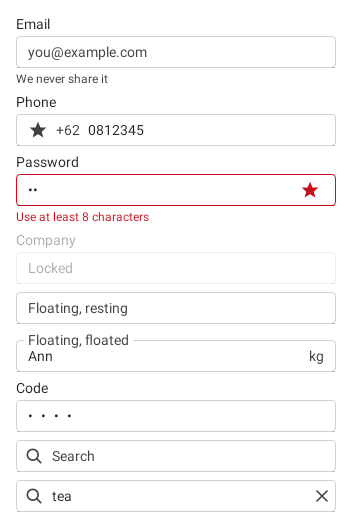 Email
you@example.com
We never share it
Phone
+62 0812345
Password
••
Use at least 8 characters
Company
Locked
Floating, resting
Floating, floated
Ann kg
Code
• • • •
Search
tea